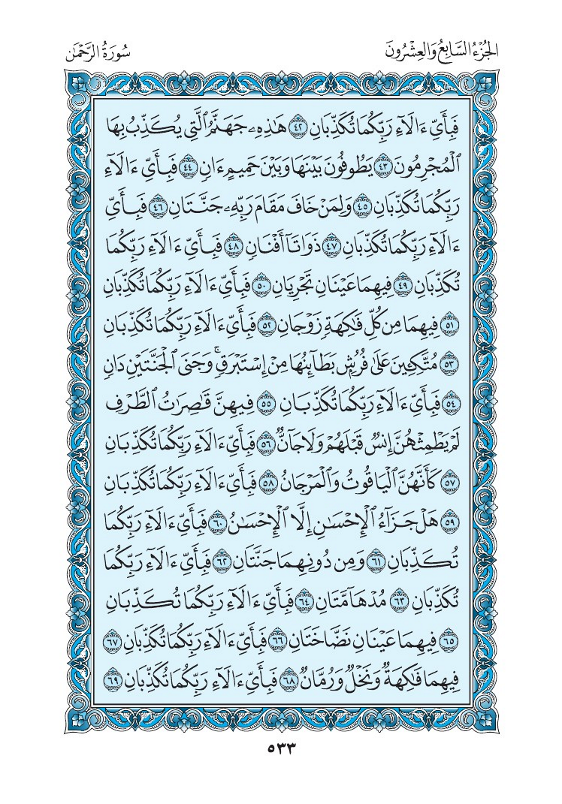 الجُزْءُ السَّابِعُ وَالعِشْرُونَ
سُورَةُ الرَّحْمَٰن
فَبِأَيِّ ءَالَآءِ رَبِّكُمَا تُكَذِّبَانِ ٤٢ هَٰذِهِۦ جَهَنَّمُ ٱلَّتِي يُكَذِّبُ بِهَا
ٱلْمُجْرِمُونَ ٤٣ يَطُوفُونَ بَيْنَهَا وَبَيْنَ حَمِيمٍ ءَانٍ ٤٤ فَبِأَيِّ ءَالَآءِ
رَبِّكُمَا تُكَذِّبَانِ ٤٥ وَلِمَنْ خَافَ مَقَامَ رَبِّهِۦ جَنَّتَانِ ٤٦ فَبِأَيِّ
ءَالَآءِ رَبِّكُمَا تُكَذِّبَانِ ٤٧ ذَوَاتَآ أَفْنَانٍ ٤٨ فَبِأَيِّ ءَالَآءِ رَبِّكُمَا
تُكَذِّبَانِ ٤٩ فِيهِمَا عَيْنَانِ تَجْرِيَانِ ٥٠ فَبِأَيِّ ءَالَآءِ رَبِّكُمَا تُكَذِّبَانِ
٥١ فِيهِمَا مِن كُلِّ فَٰكِهَةٍ زَوْجَانِ ٥٢ فَبِأَيِّ ءَالَآءِ رَبِّكُمَا تُكَذِّبَانِ
٥٣ مُتَّكِـِٔينَ عَلَىٰ فُرُشٍۭ بَطَآئِنُهَا مِنْ إِسْتَبْرَقٍ ۚ وَجَنَى ٱلْجَنَّتَيْنِ دَانٍ
٥٤ فَبِأَيِّ ءَالَآءِ رَبِّكُمَا تُكَذِّبَانِ ٥٥ فِيهِنَّ قَٰصِرَٰتُ ٱلطَّرْفِ
لَمْ يَطْمِثْهُنَّ إِنسٌ قَبْلَهُمْ وَلَا جَآنٌّ ٥٦ فَبِأَيِّ ءَالَآءِ رَبِّكُمَا تُكَذِّبَانِ
٥٧ كَأَنَّهُنَّ ٱلْيَاقُوتُ وَٱلْمَرْجَانُ ٥٨ فَبِأَيِّ ءَالَآءِ رَبِّكُمَا تُكَذِّبَانِ
٥٩ هَلْ جَزَآءُ ٱلْإِحْسَٰنِ إِلَّا ٱلْإِحْسَٰنُ ٦٠ فَبِأَيِّ ءَالَآءِ رَبِّكُمَا
تُكَذِّبَانِ ٦١ وَمِن دُونِهِمَا جَنَّتَانِ ٦٢ فَبِأَيِّ ءَالَآءِ رَبِّكُمَا
تُكَذِّبَانِ ٦٣ مُدْهَآمَّتَانِ ٦٤ فَبِأَيِّ ءَالَآءِ رَبِّكُمَا تُكَذِّبَانِ
٦٥ فِيهِمَا عَيْنَانِ نَضَّاخَتَانِ ٦٦ فَبِأَيِّ ءَالَآءِ رَبِّكُمَا تُكَذِّبَانِ ٦٧
فِيهِمَا فَٰكِهَةٌ وَنَخْلٌ وَرُمَّانٌ ٦٨ فَبِأَيِّ ءَالَآءِ رَبِّكُمَا تُكَذِّبَانِ ٦٩
٥٣٣